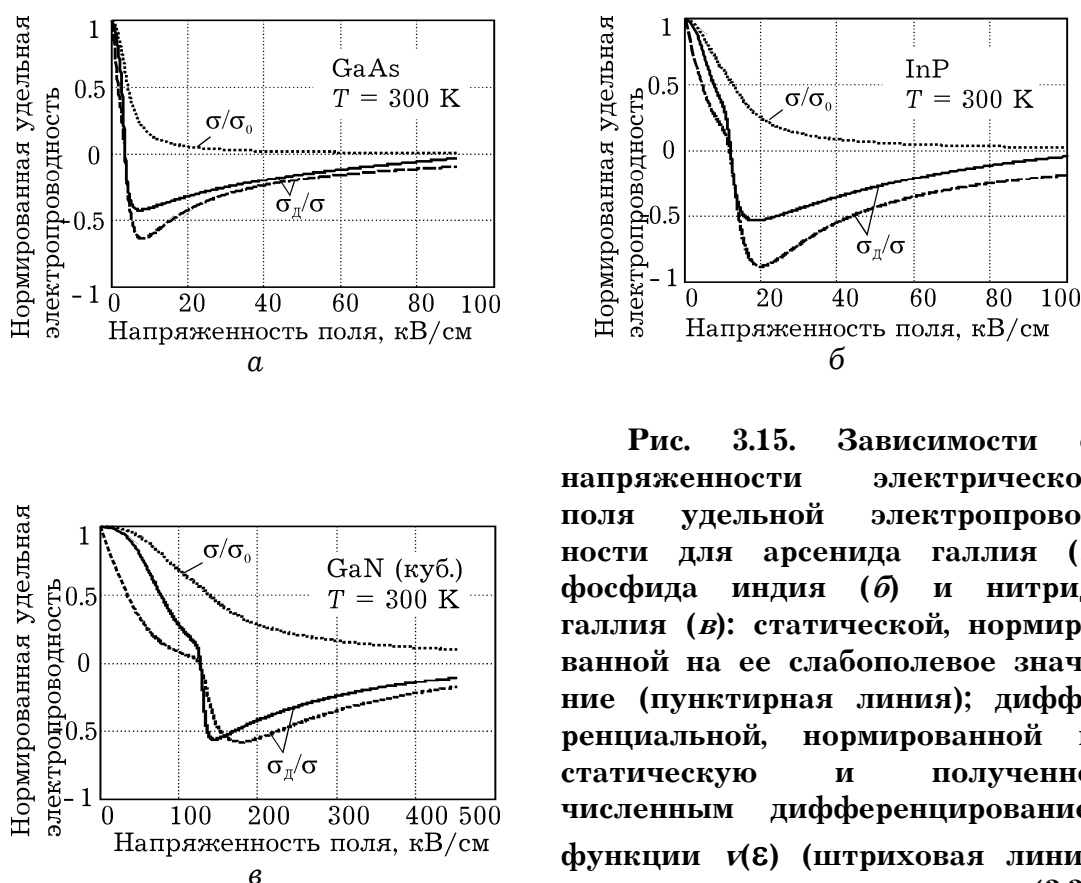 Нормированная удельная
электропроводность
1
0.5
0
-0.5
- 1
GaAs
T = 300 K
σ/σ₀
σд/σ
0 20 40 60 80 100
Напряженность поля, кВ/см
а
Нормированная удельная
электропроводность
1
0.5
0
-0.5
- 1
InP
T = 300 K
σ/σ₀
σд/σ
0 20 40 60 80 100
Напряженность поля, кВ/см
б
Нормированная удельная
электропроводность
1
0.5
0
-0.5
- 1
GaN (куб.)
T = 300 K
σ/σ₀
σд/σ
0 100 200 300 400 500
Напряженность поля, кВ/см
в
Рис. 3.15. Зависимости
напряженности электрическо
поля удельной электропрово
ности для арсенида галлия (
фосфида индия (б) и нитрид
галлия (в): статической, нормир
ванной на ее слабополевое знач
ние (пунктирная линия); дифф
ренциальной, нормированной
статическую и полученно
численным дифференцирование
функции v(ε) (штриховая лини